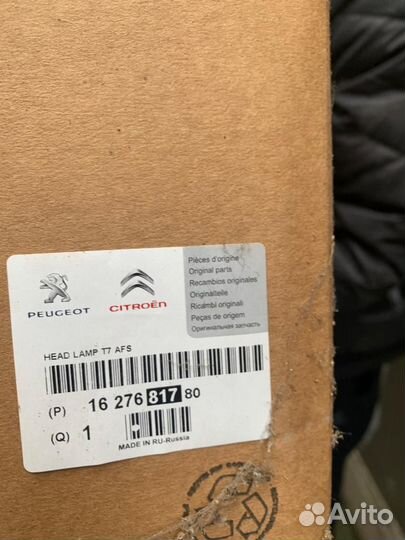 PEUGEOT
CITROËN
Pièces d'origine
Original parts
Recambios originales
Originalteile
Ricambi originali
Peças de origem
Оригинальная запчасть
HEAD LAMP T7 AFS
(P) 16 276 817 80
(Q) 1
MADE IN RU-Russia
Avito